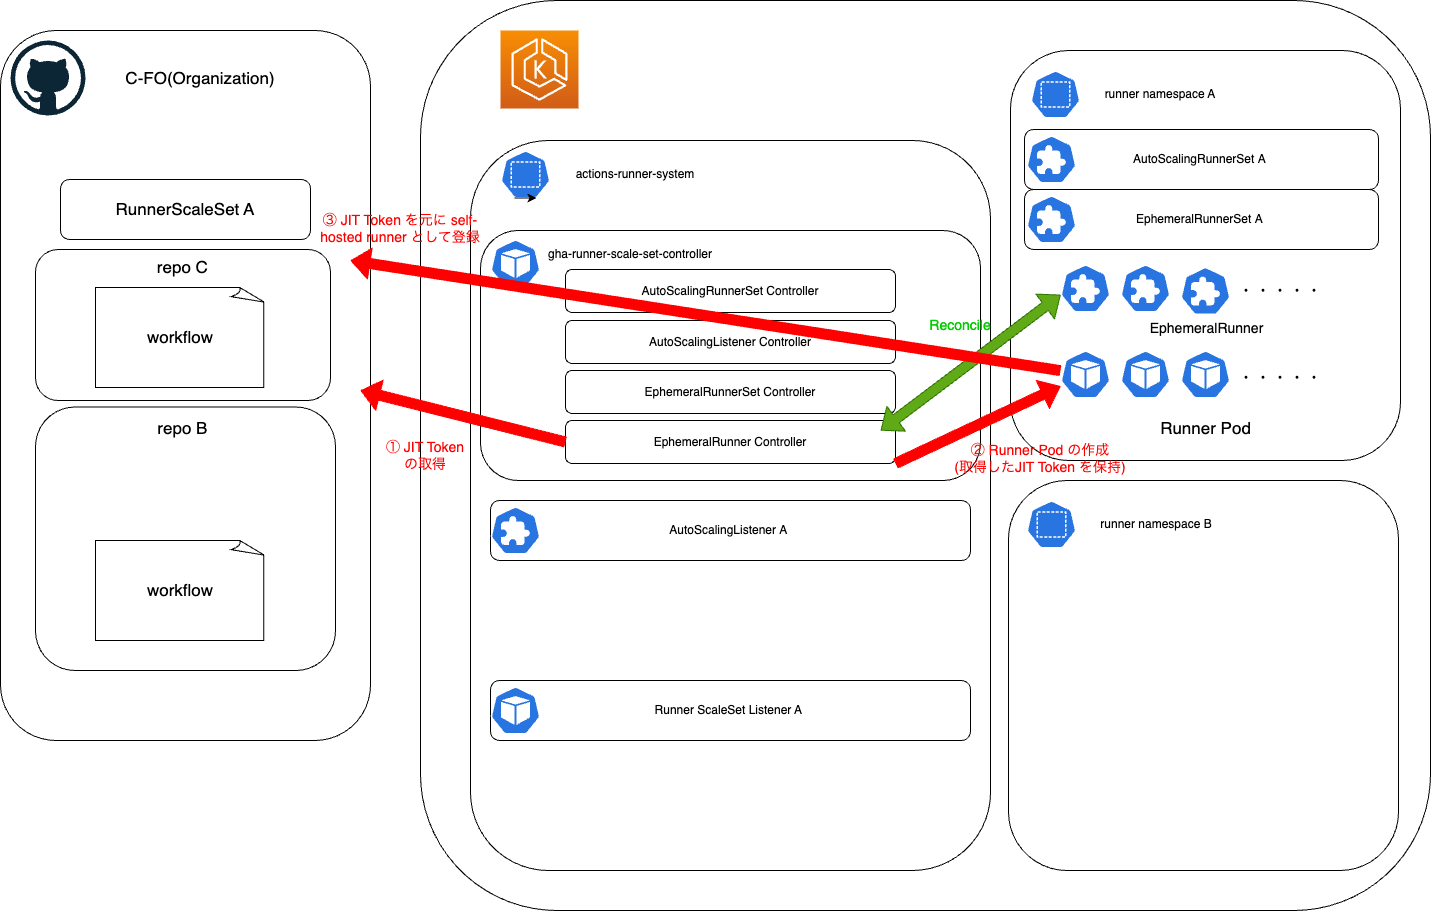 C-FO(Organization)
RunnerScaleSet A
repo C
workflow
repo B
workflow
③ JIT Token を元に self-
hosted runner として登録
① JIT Token
の取得
K
actions-runner-system
gha-runner-scale-set-controller
AutoScalingRunnerSet Controller
AutoScalingListener Controller
EphemeralRunnerSet Controller
EphemeralRunner Controller
AutoScalingListener A
Runner ScaleSet Listener A
Reconcile
② Runner Pod の作成
(取得したJIT Token を保持)
runner namespace A
AutoScalingRunnerSet A
EphemeralRunnerSet A
・・・・・
EphemeralRunner
・・・・・
Runner Pod
runner namespace B